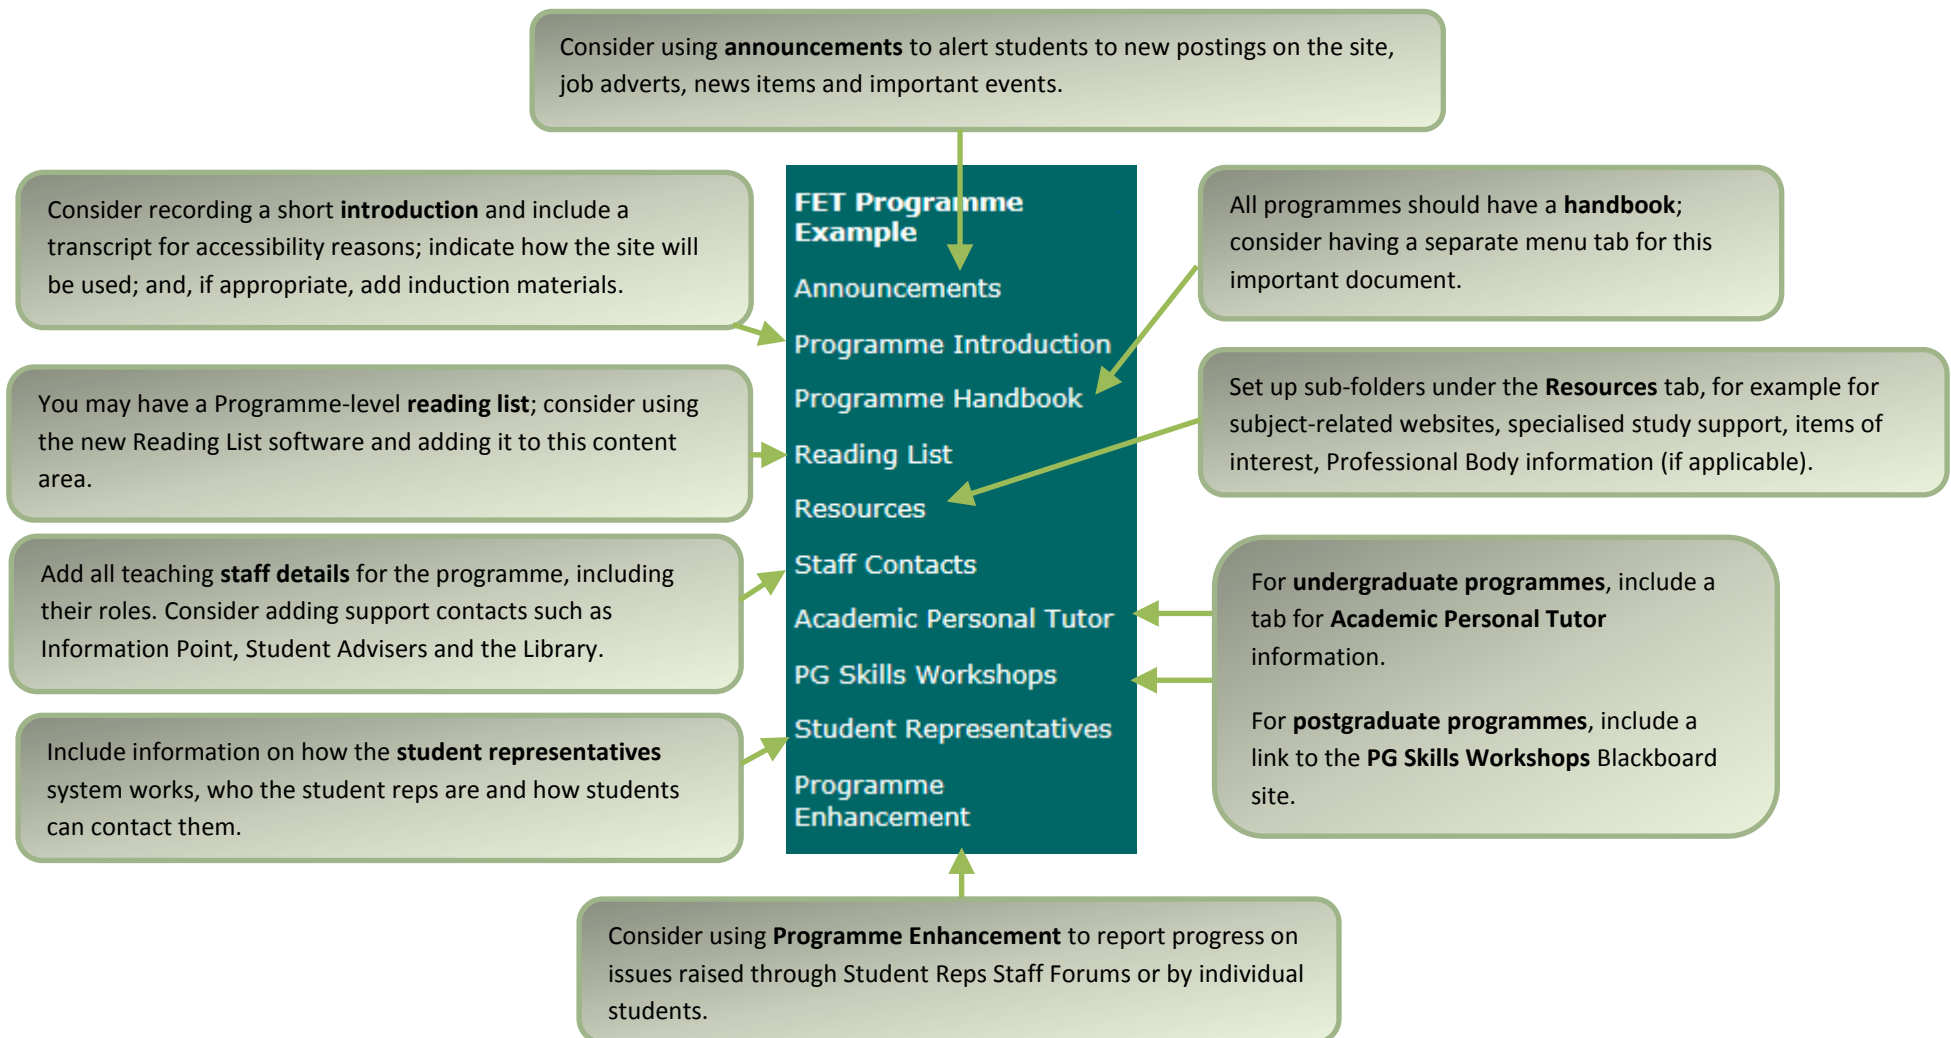 Consider using announcements to alert students to new postings on the site,
job adverts, news items and important events.
Consider recording a short introduction and include a
transcript for accessibility reasons; indicate how the site will
be used; and, if appropriate, add induction materials.
You may have a Programme-level reading list; consider using
the new Reading List software and adding it to this content
area.
Add all teaching staff details for the programme, including
their roles. Consider adding support contacts such as
Information Point, Student Advisers and the Library.
Include information on how the student representatives
system works, who the student reps are and how students
can contact them.
FET Programme
Example
Announcements
Programme Introduction
Programme Handbook
Reading List
Resources
Staff Contacts
Academic Personal Tutor
PG Skills Workshops
Student Representatives
Programme
Enhancement
All programmes should have a handbook;
consider having a separate menu tab for this
important document.
Set up sub-folders under the Resources tab, for example for
subject-related websites, specialised study support, items of
interest, Professional Body information (if applicable).
For undergraduate programmes, include a
tab for Academic Personal Tutor
information.
For postgraduate programmes, include a
link to the PG Skills Workshops Blackboard
site.
Consider using Programme Enhancement to report progress on
issues raised through Student Reps Staff Forums or by individual
students.